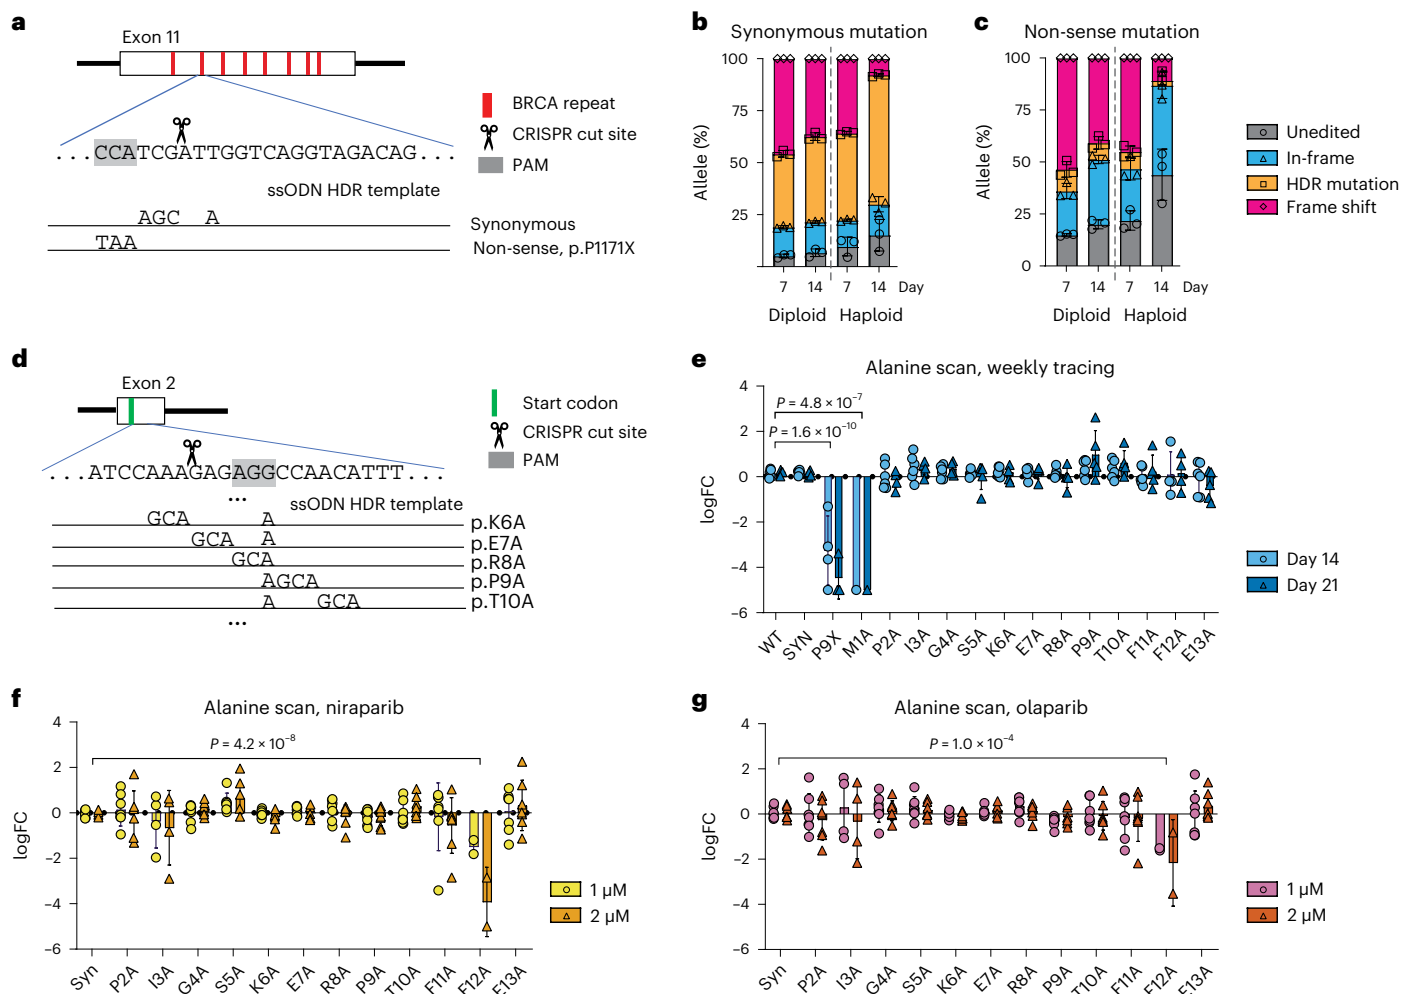 a
Exon 11
BRCA repeat
CRISPR cut site
PAM
...CCATCGATTGGTCAGGTAGACAG...
ssODN HDR template
AGC A
Synonymous
TAA
Non-sense, p.P1171X
b
Synonymous mutation
Allele (%)
100
75
50
25
7 14 7 14 Day
Diploid Haploid
c
Non-sense mutation
Allele (%)
100
75
50
25
0
7 14 7 14 Day
Diploid Haploid
Unedited
In-frame
HDR mutation
Frame shift
d
Exon 2
Start codon
CRISPR cut site
PAM
...ATCCAAAGAGAGGCCAACATTT...
...
ssODN HDR template
GCA A p.K6A
GCA A p.E7A
GCA p.R8A
AGCA p.P9A
A GCA p.T10A
...
e
Alanine scan, weekly tracing
logFC
4
2
0
−2
−4
−6
P = 4.8 × 10−7
P = 1.6 × 10−10
WT SYN P9X M1A P2A I3A G4A S5A K6A E7A R8A P9A T10A F11A F12A E13A
Day 14
Day 21
f
Alanine scan, niraparib
logFC
4
2
0
−2
−4
−6
P = 4.2 × 10−8
Syn P2A I3A G4A S5A K6A E7A R8A P9A T10A F11A F12A E13A
1 µM
2 µM
g
Alanine scan, olaparib
logFC
4
2
0
−2
−4
−6
P = 1.0 × 10−4
Syn P2A I3A G4A S5A K6A E7A R8A P9A T10A F11A F12A E13A
1 µM
2 µM